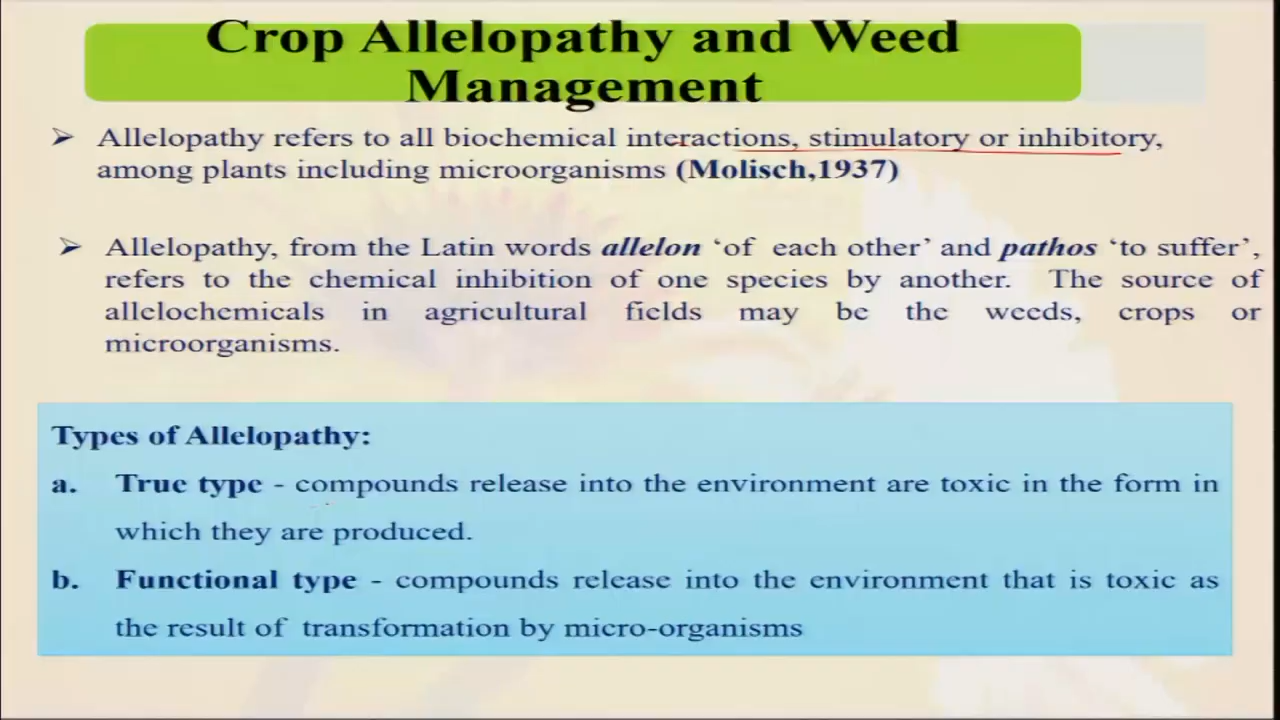 Crop Allelopathy and Weed
Management
➢ Allelopathy refers to all biochemical interactions, stimulatory or inhibitory,
among plants including microorganisms (Molisch,1937)
➢ Allelopathy, from the Latin words allelon ‘of each other’ and pathos ‘to suffer’,
refers to the chemical inhibition of one species by another. The source of
allelochemicals in agricultural fields may be the weeds, crops or
microorganisms.
Types of Allelopathy:
a. True type - compounds release into the environment are toxic in the form in
which they are produced.
b. Functional type - compounds release into the environment that is toxic as
the result of transformation by micro-organisms